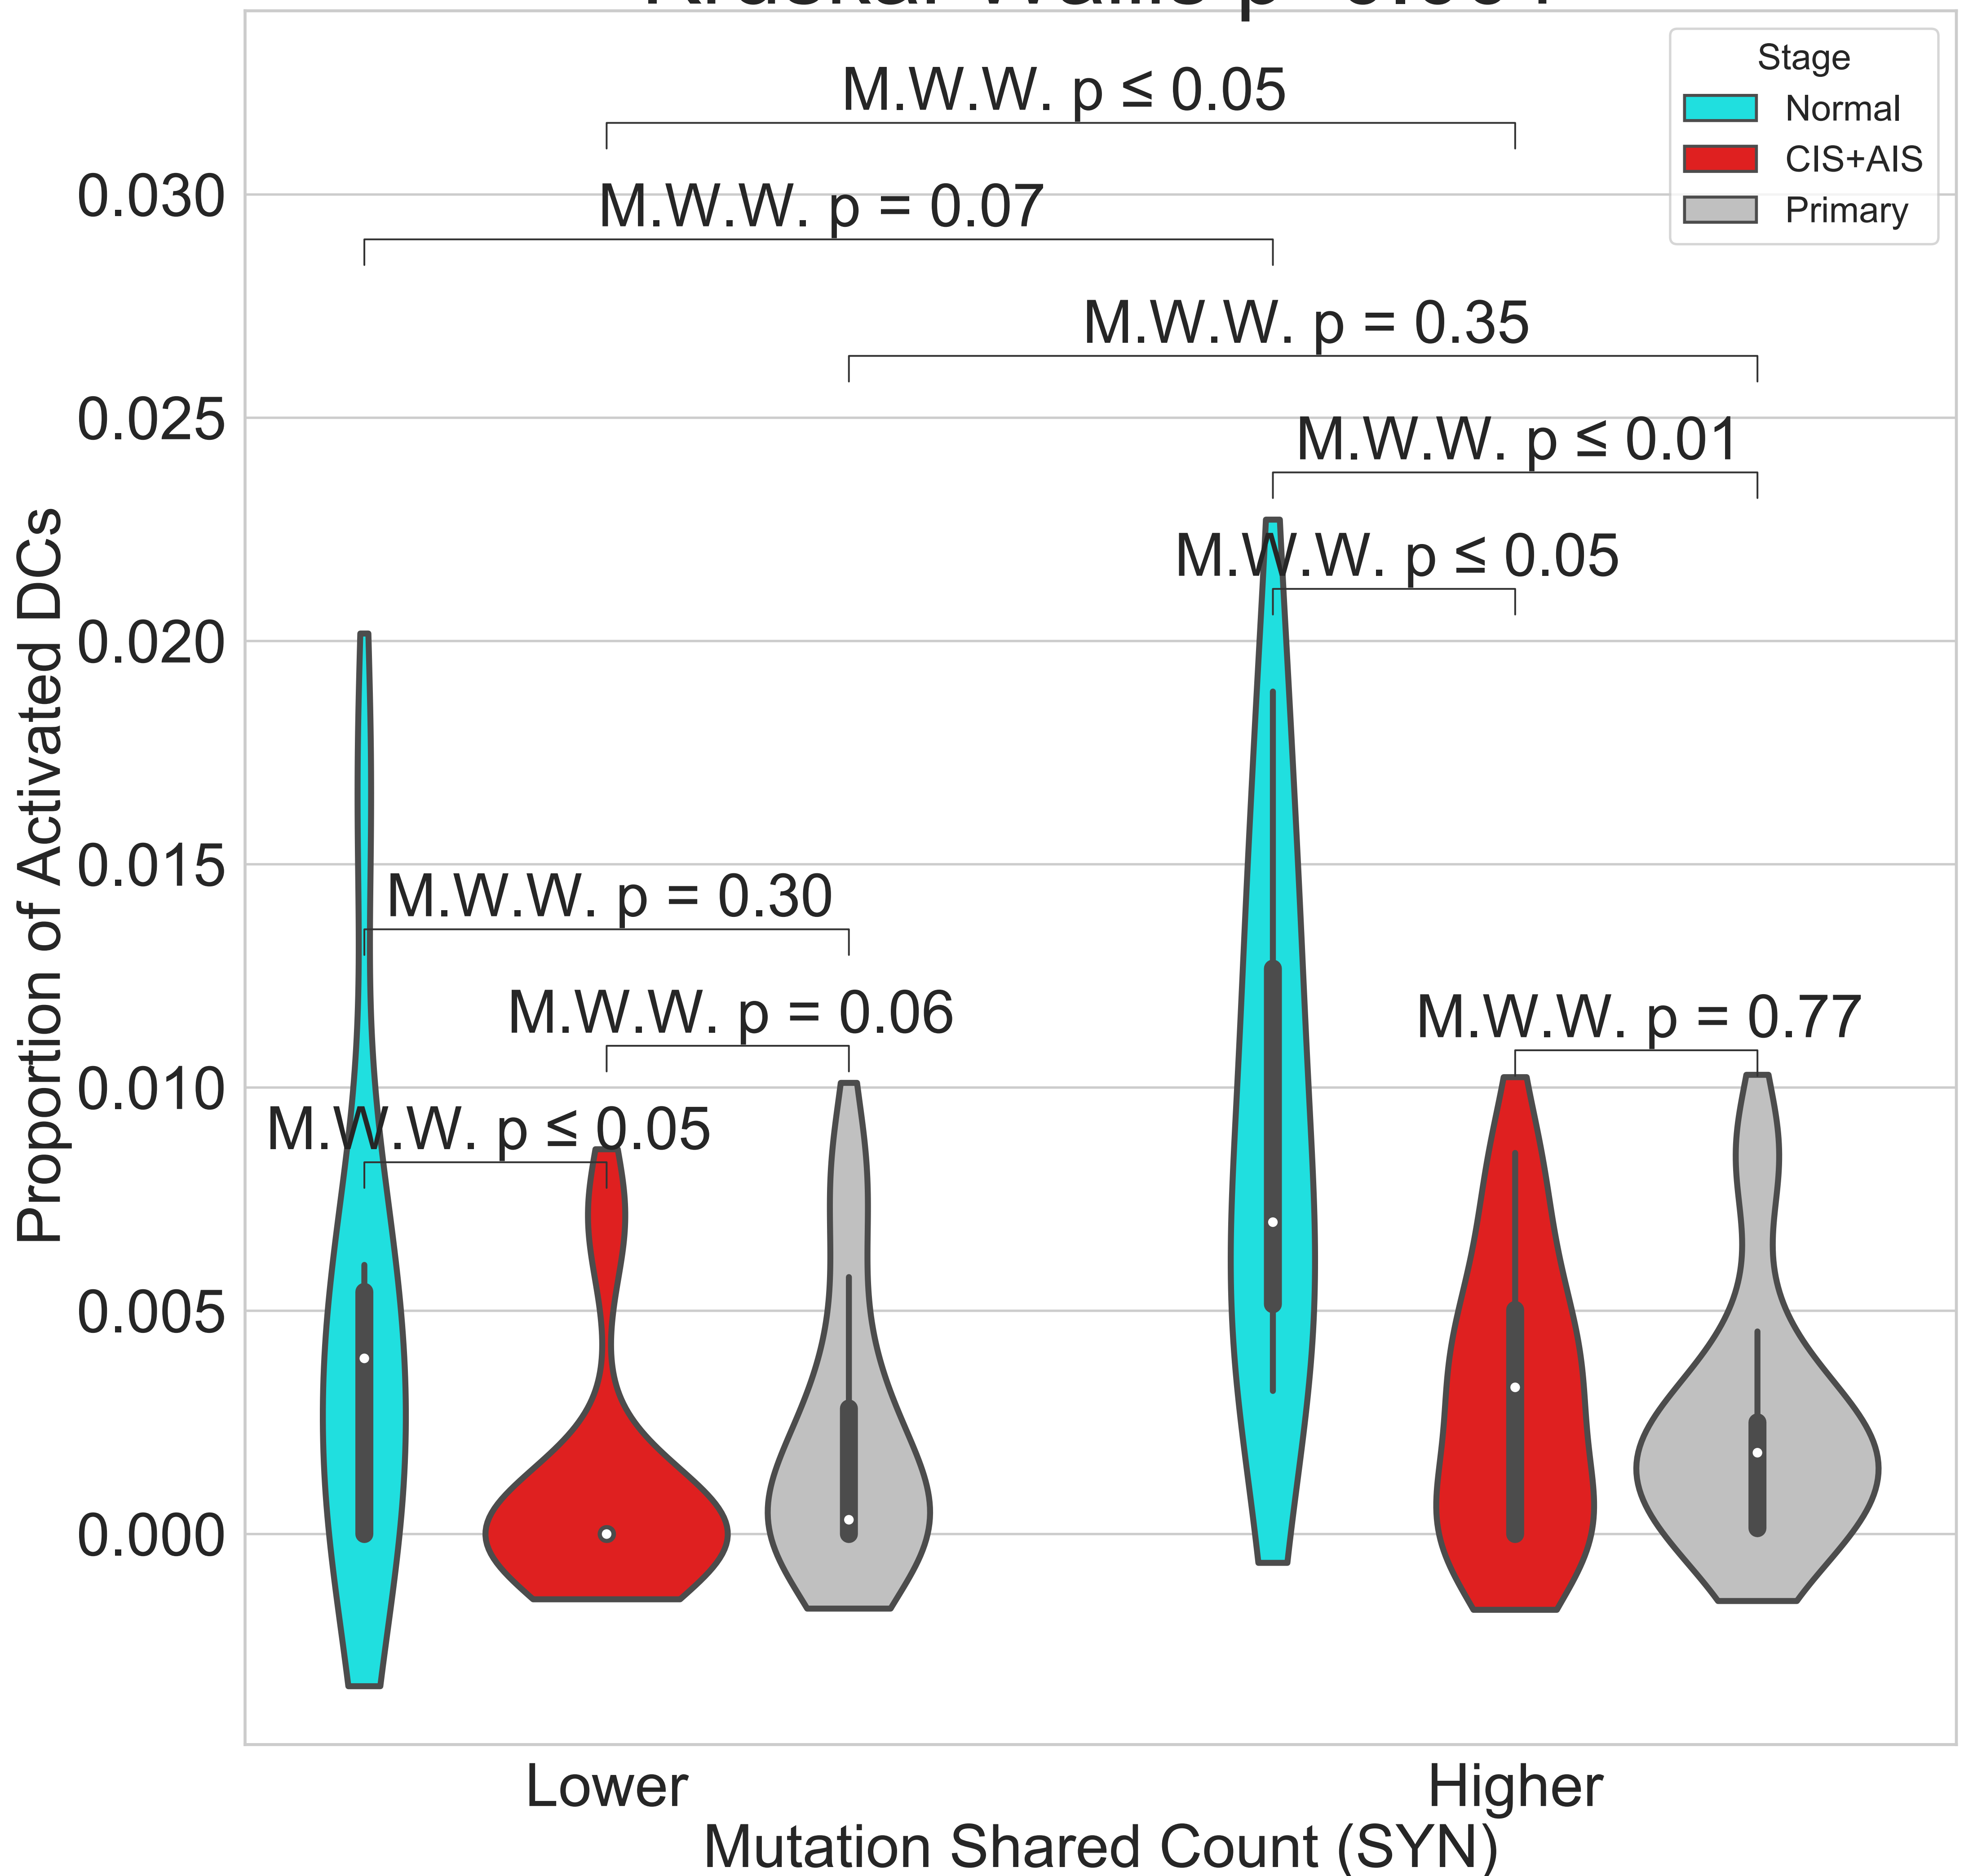 Stage
Normal
CIS+AIS
Primary
M.W.W. p ≤ 0.05
M.W.W. p = 0.07
M.W.W. p = 0.35
M.W.W. p ≤ 0.01
M.W.W. p ≤ 0.05
M.W.W. p = 0.30
M.W.W. p = 0.06
M.W.W. p = 0.77
M.W.W. p ≤ 0.05
0.030
0.025
0.020
0.015
0.010
0.005
0.000
Proportion of Activated DCs
Lower
Higher
Mutation Shared Count (SYN)